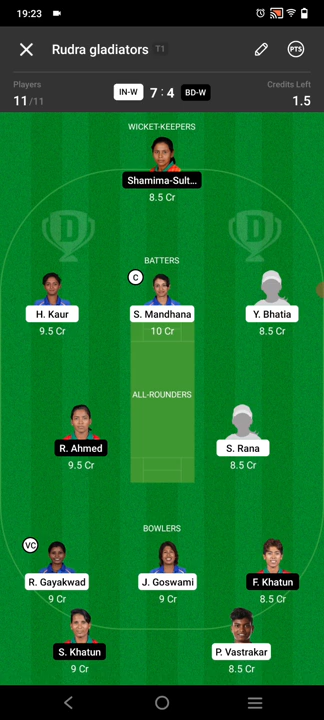 19:23
Rudra gladiators T1
PTS
Players
11/11
IN-W 7 : 4 BD-W
Credits Left
1.5
WICKET-KEEPERS
Shamima-Sult...
8.5 Cr
D D
BATTERS
C
H. Kaur S. Mandhana Y. Bhatia
9.5 Cr 10 Cr 8.5 Cr
ALL-ROUNDERS
R. Ahmed S. Rana
9.5 Cr 8.5 Cr
BOWLERS
VC
R. Gayakwad J. Goswami F. Khatun
9 Cr 9 Cr 8.5 Cr
S. Khatun P. Vastrakar
9 Cr 8.5 Cr